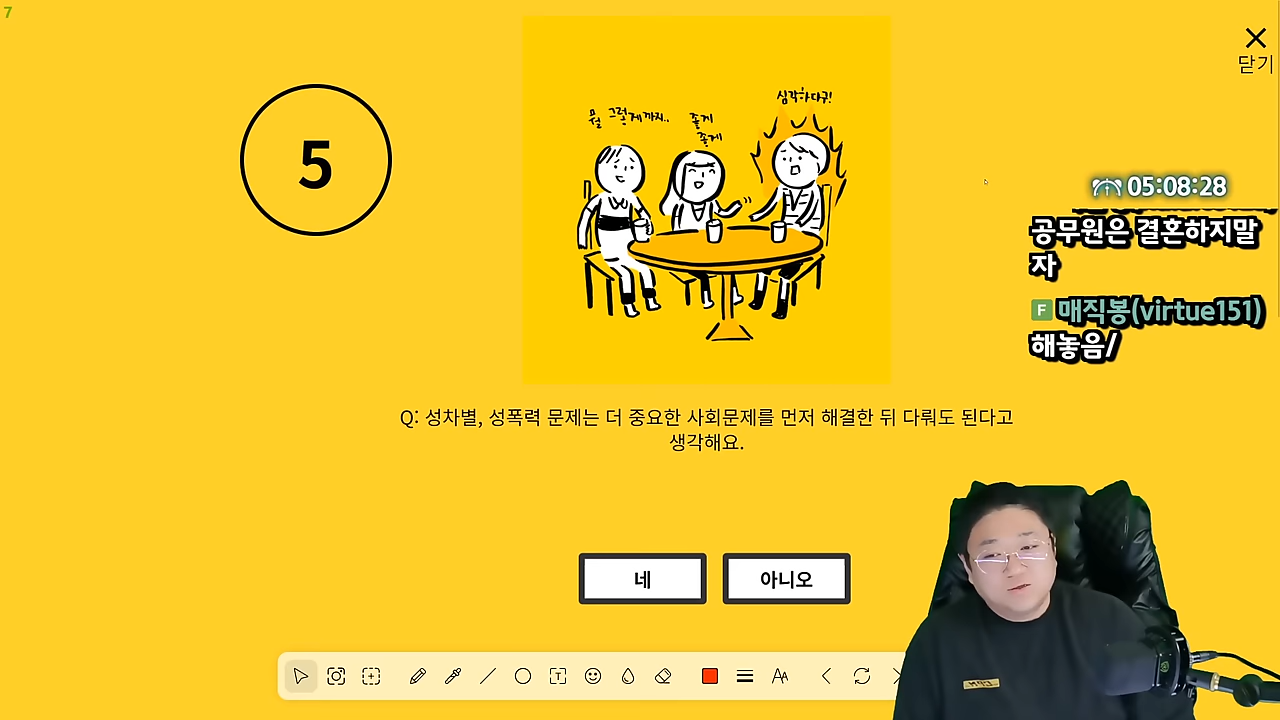 7
닫기
5
뭘 그렇게까지..
좋게
좋게
심각하다구!
05:08:28
공무원은 결혼하지말
자
F 매직봉(virtue151)
해놓음/
Q: 성차별, 성폭력 문제는 더 중요한 사회문제를 먼저 해결한 뒤 다뤄도 된다고
생각해요.
네
아니오